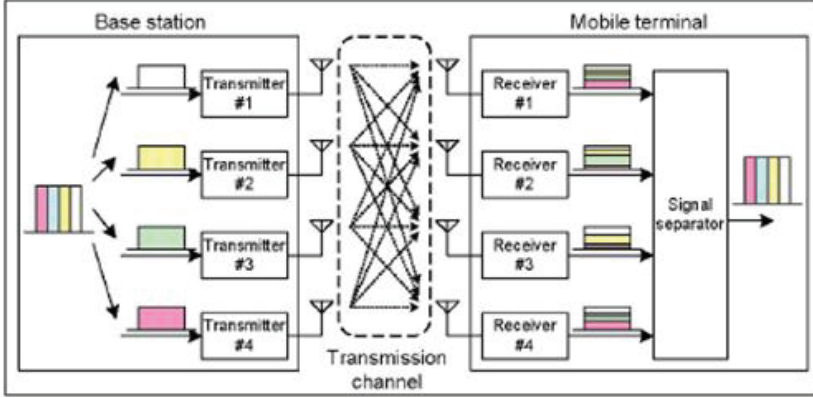 Base station
Mobile terminal
Transmitter
#1
Receiver
#1
Transmitter
#2
Receiver
#2
Signal
separator
Transmitter
#3
Receiver
#3
Transmitter
#4
Receiver
#4
Transmission
channel